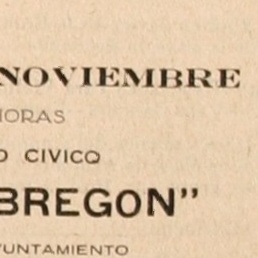 NOVIEMBRE
HORAS
O CIVICO
BREGON"
YUNTAMIENTO